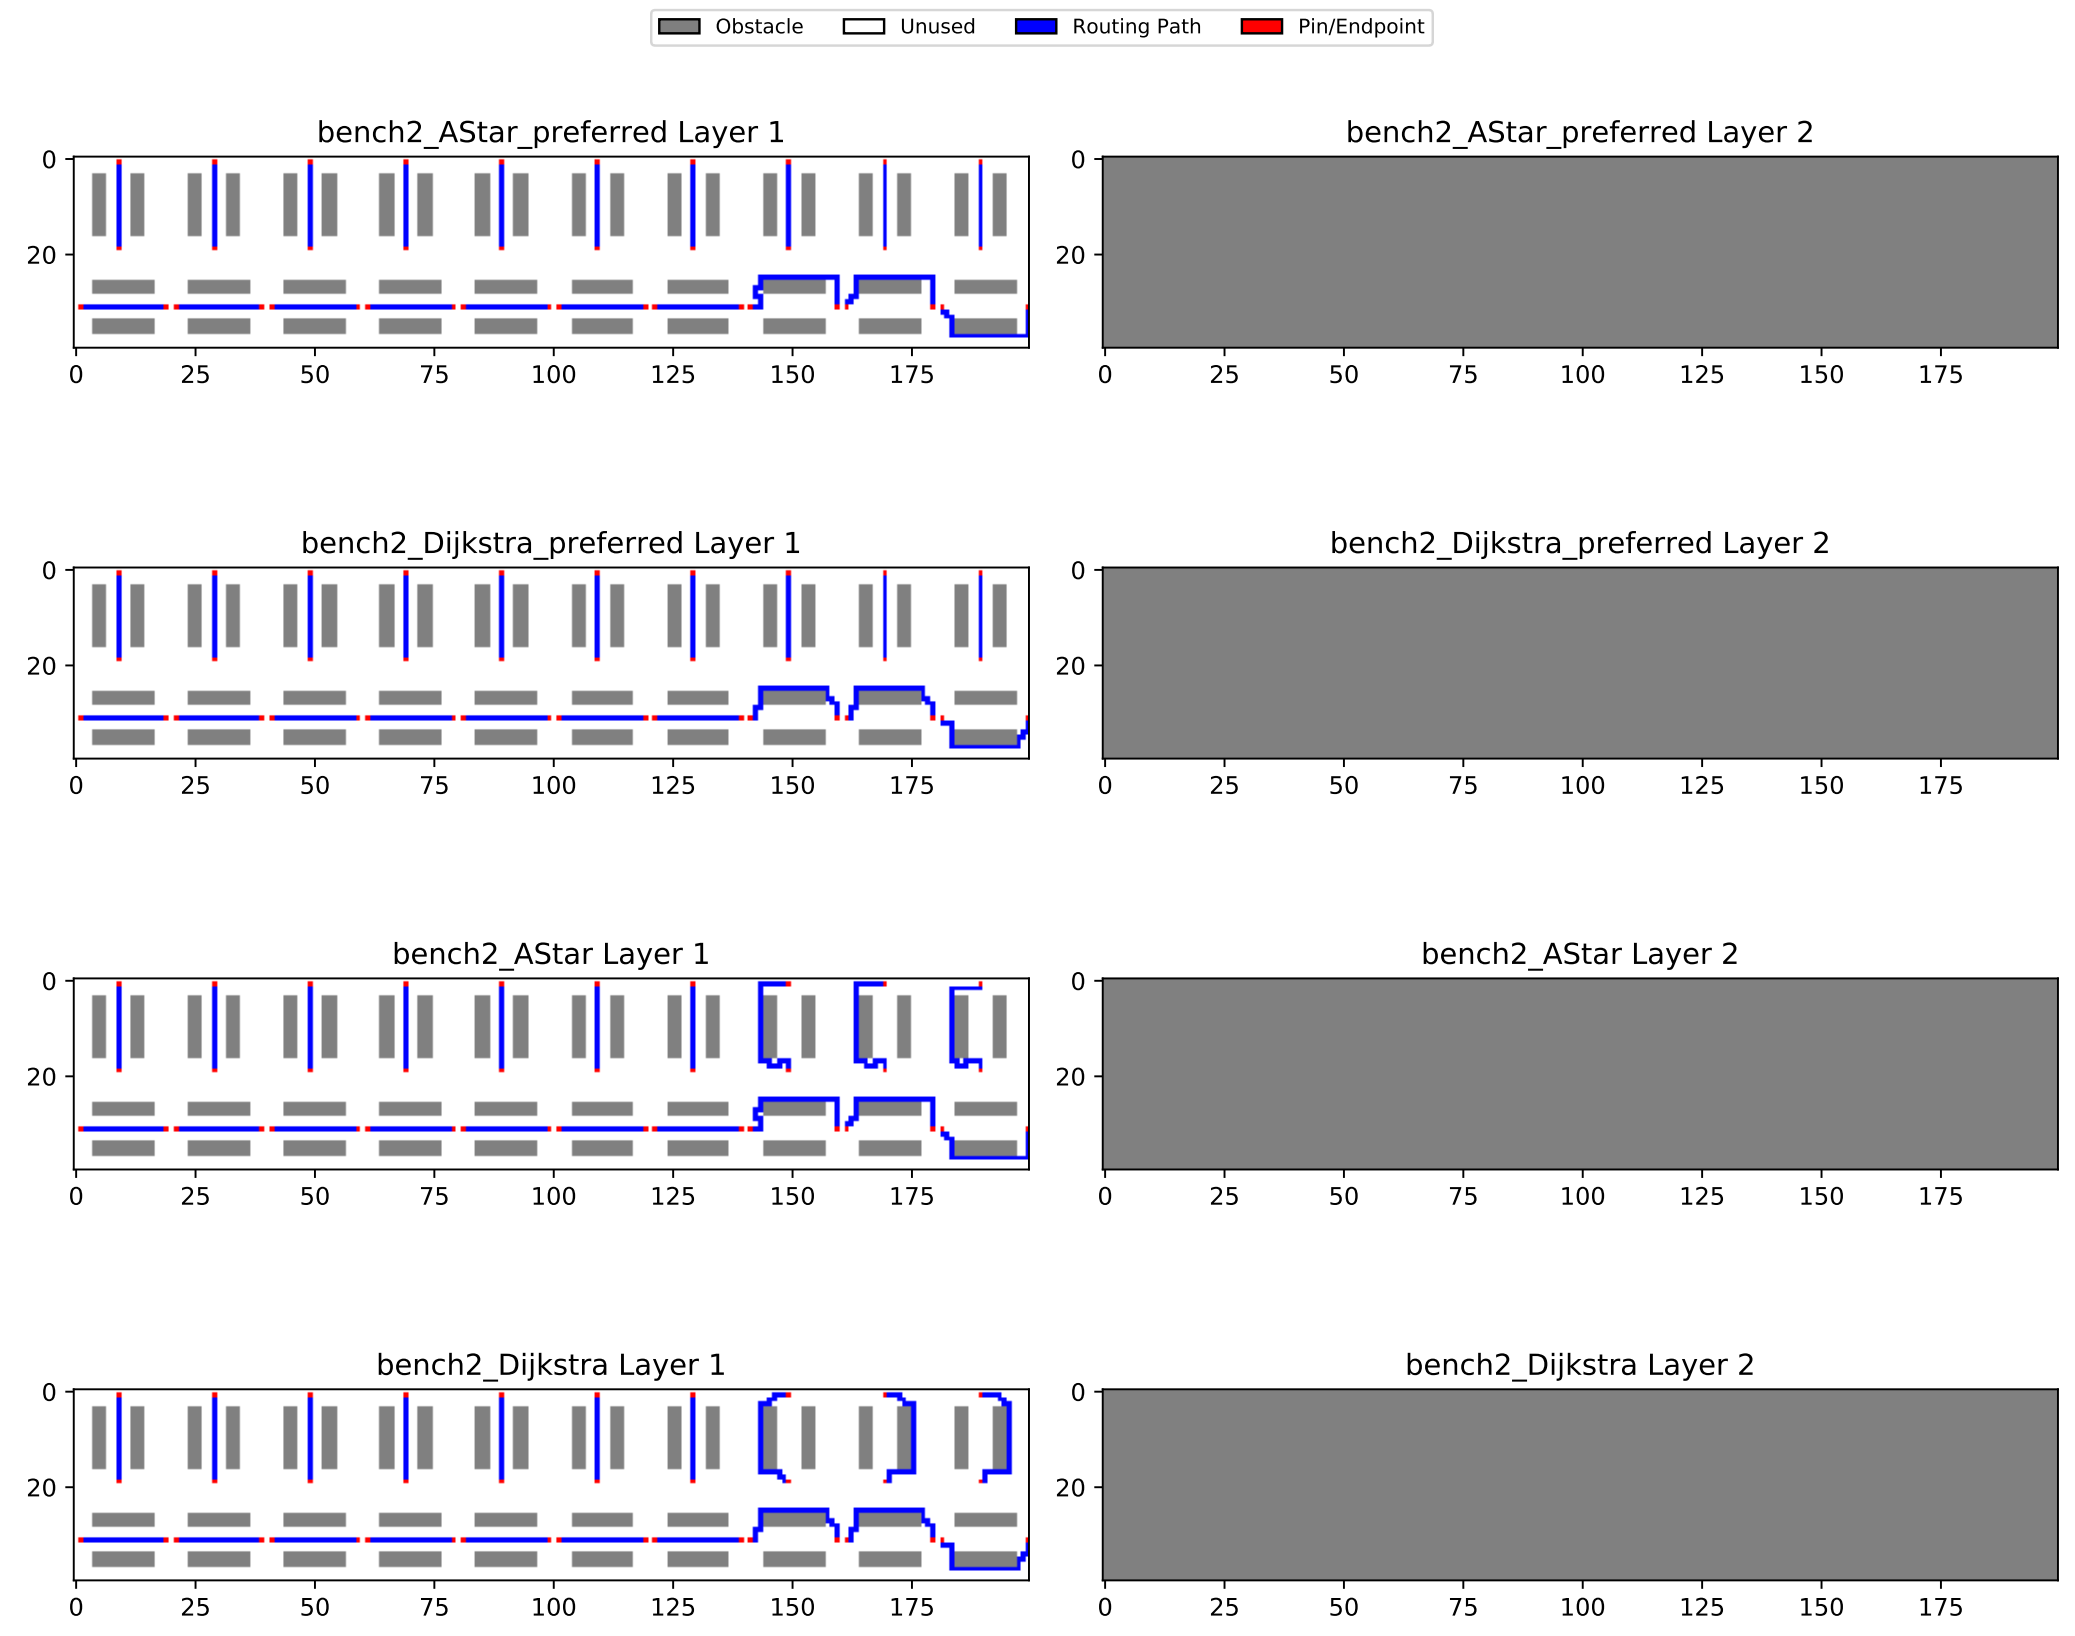 Obstacle Unused Routing Path Pin/Endpoint
bench2_AStar_preferred Layer 1
0
20
0 25 50 75 100 125 150 175
bench2_AStar_preferred Layer 2
0
20
0 25 50 75 100 125 150 175
bench2_Dijkstra_preferred Layer 1
0
20
0 25 50 75 100 125 150 175
bench2_Dijkstra_preferred Layer 2
0
20
0 25 50 75 100 125 150 175
bench2_AStar Layer 1
0
20
0 25 50 75 100 125 150 175
bench2_AStar Layer 2
0
20
0 25 50 75 100 125 150 175
bench2_Dijkstra Layer 1
0
20
0 25 50 75 100 125 150 175
bench2_Dijkstra Layer 2
0
20
0 25 50 75 100 125 150 175